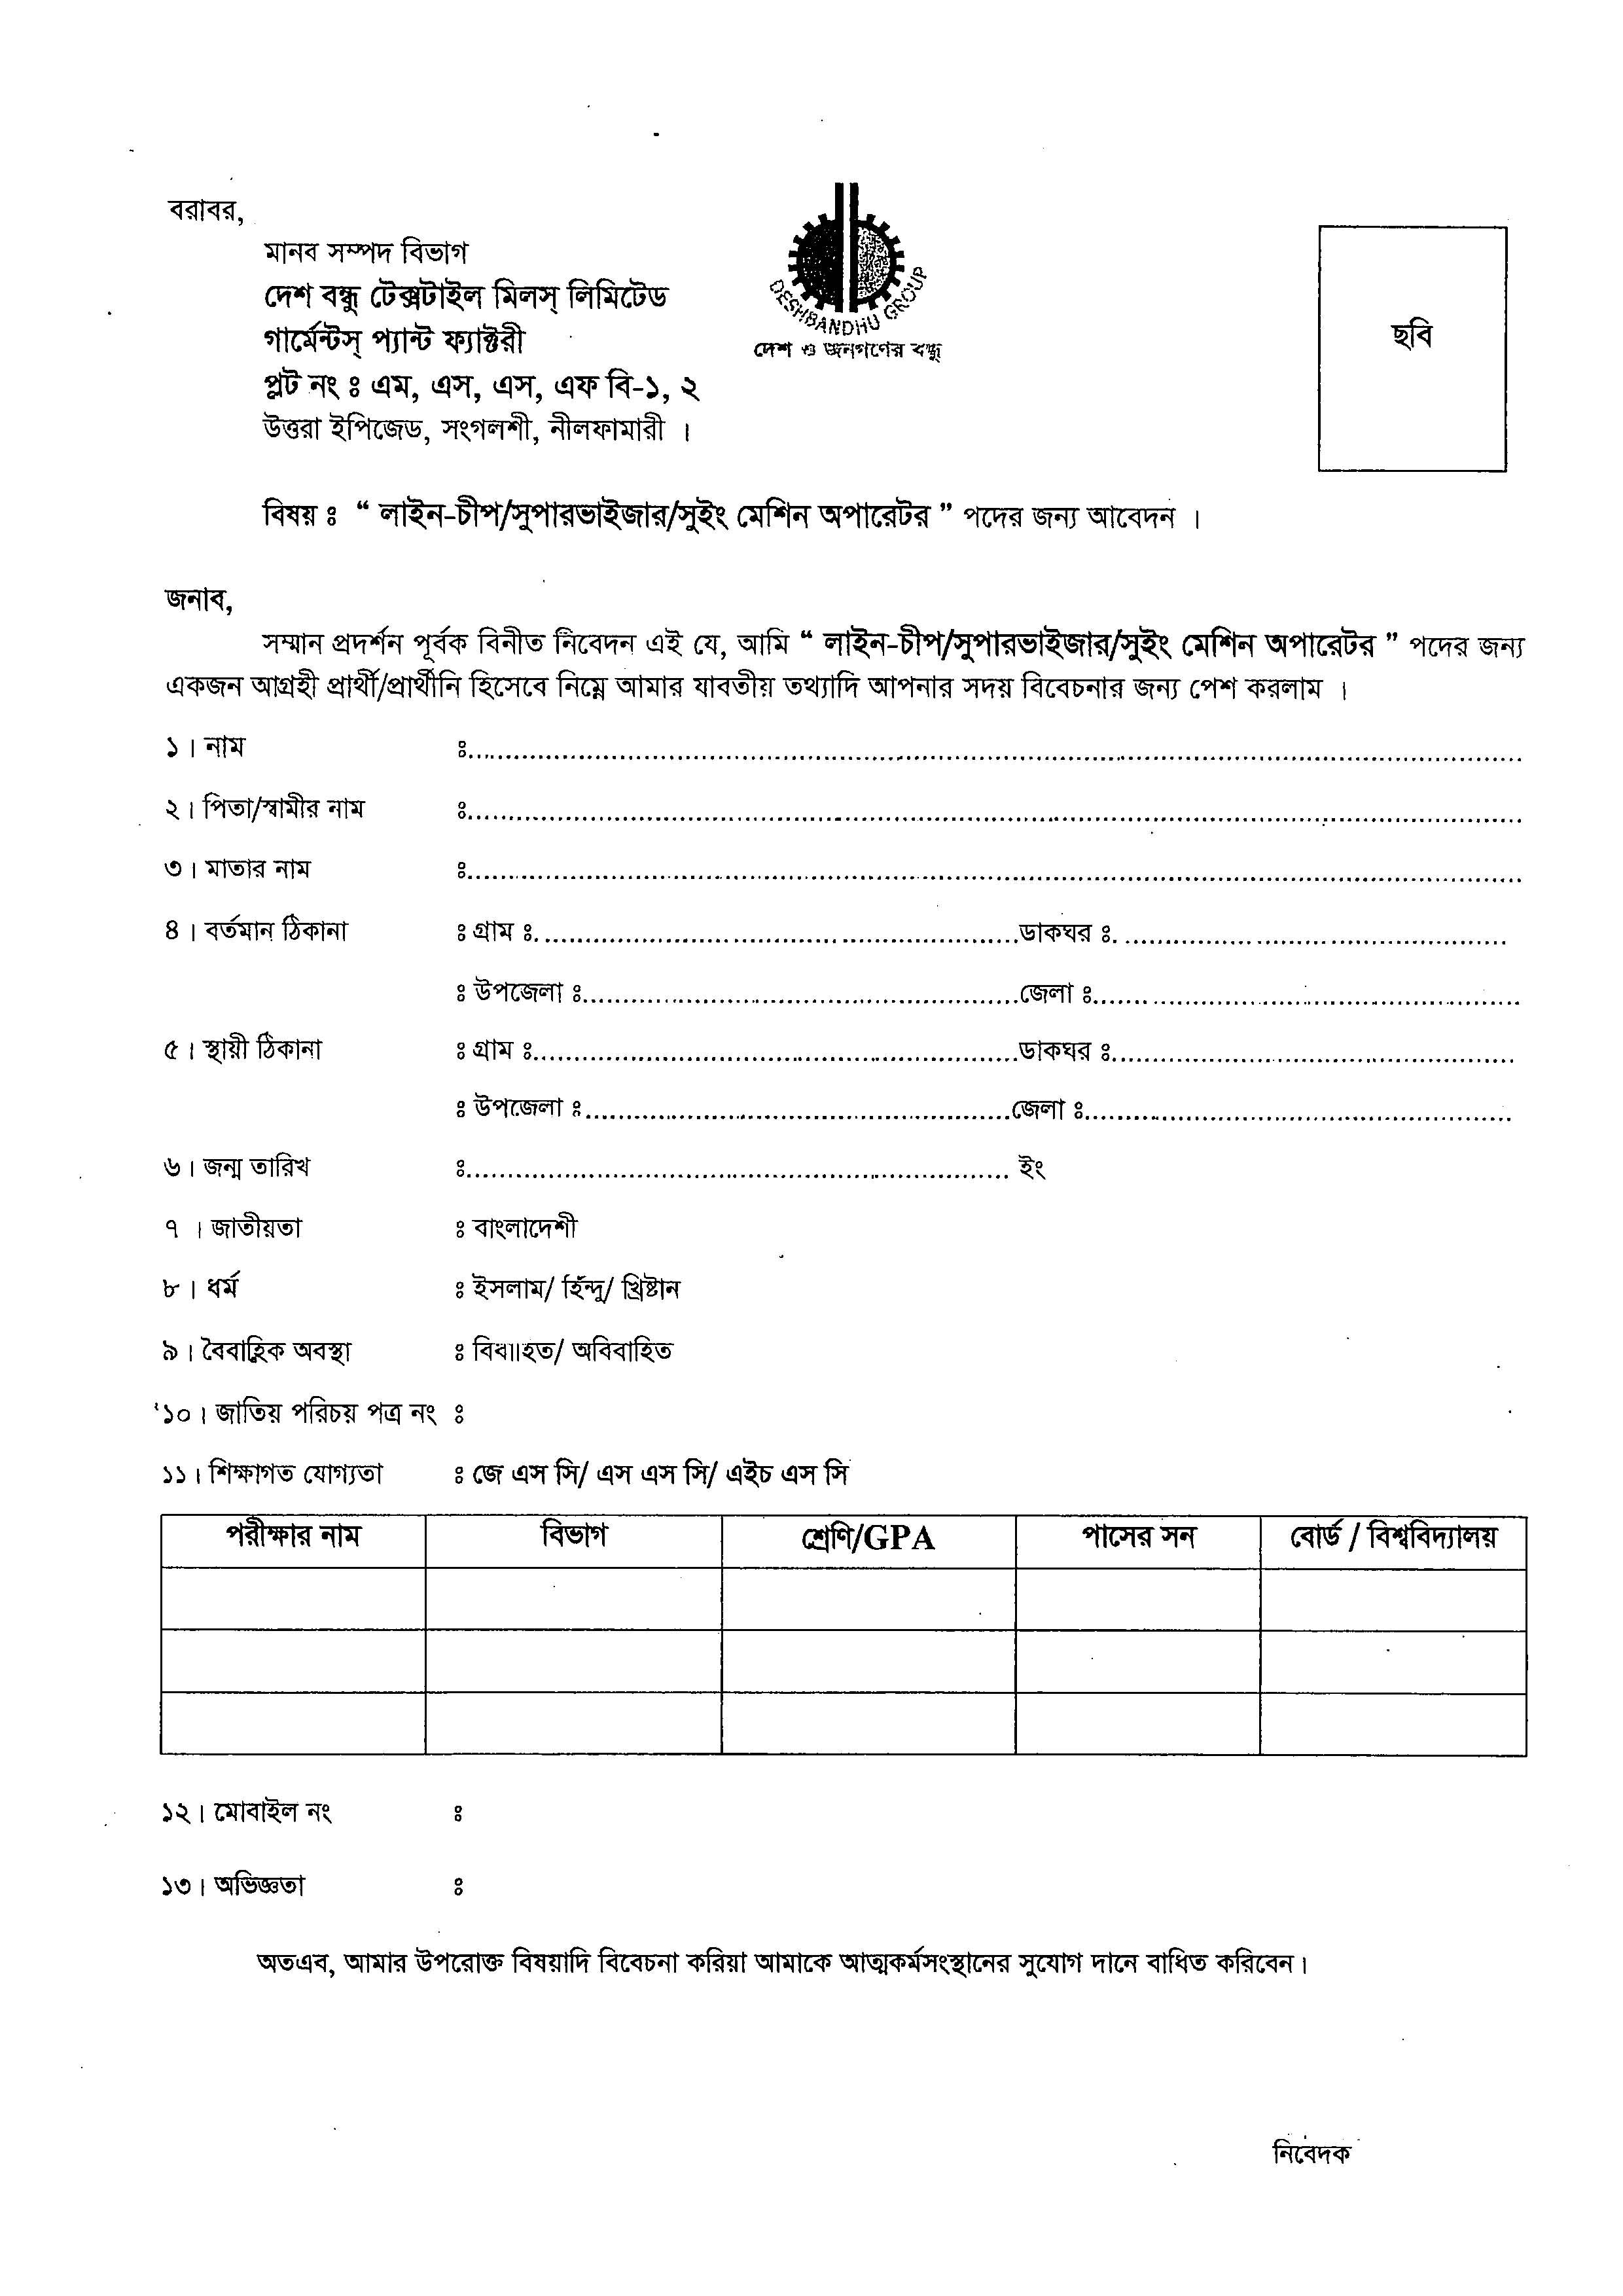 বরাবর,
মানব সম্পদ বিভাগ
দেশ বন্ধু টেক্সটাইল মিলস্ লিমিটেড
গার্মেন্টস্ প্যান্ট ফ্যাক্টরী
প্লট নং ঃ এম, এস, এস, এফ বি-১, ২
উত্তরা ইপিজেড, সংগলশী, নীলফামারী ।
DESHBANDHU GROUP
দেশ ও জনগণের বন্ধু
ছবি
বিষয় ঃ “ লাইন-চীপ/সুপারভাইজার/সুইং মেশিন অপারেটর ” পদের জন্য আবেদন ।
জনাব,
সম্মান প্রদর্শন পূর্বক বিনীত নিবেদন এই যে, আমি “ লাইন-চীপ/সুপারভাইজার/সুইং মেশিন অপারেটর ” পদের জন্য
একজন আগ্রহী প্রার্থী/প্রার্থীনি হিসেবে নিম্নে আমার যাবতীয় তথ্যাদি আপনার সদয় বিবেচনার জন্য পেশ করলাম ।
১। নাম ঃ
২। পিতা/স্বামীর নাম ঃ
৩। মাতার নাম ঃ
৪। বর্তমান ঠিকানা ঃ গ্রাম ঃ ডাকঘর ঃ
ঃ উপজেলা ঃ জেলা ঃ
৫। স্থায়ী ঠিকানা ঃ গ্রাম ঃ ডাকঘর ঃ
ঃ উপজেলা ঃ জেলা ঃ
৬। জন্ম তারিখ ঃ ইং
৭ । জাতীয়তা ঃ বাংলাদেশী
৮। ধর্ম ঃ ইসলাম/ হিন্দু/ খ্রিষ্টান
৯। বৈবাহিক অবস্থা ঃ বিবাহিত/ অবিবাহিত
১০। জাতিয় পরিচয় পত্র নং ঃ
১১। শিক্ষাগত যোগ্যতা ঃ জে এস সি/ এস এস সি/ এইচ এস সি
পরীক্ষার নাম বিভাগ শ্রেণি/GPA পাসের সন বোর্ড / বিশ্ববিদ্যালয়
১২। মোবাইল নং ঃ
১৩। অভিজ্ঞতা ঃ
অতএব, আমার উপরোক্ত বিষয়াদি বিবেচনা করিয়া আমাকে আত্মকর্মসংস্থানের সুযোগ দানে বাধিত করিবেন।
নিবেদক